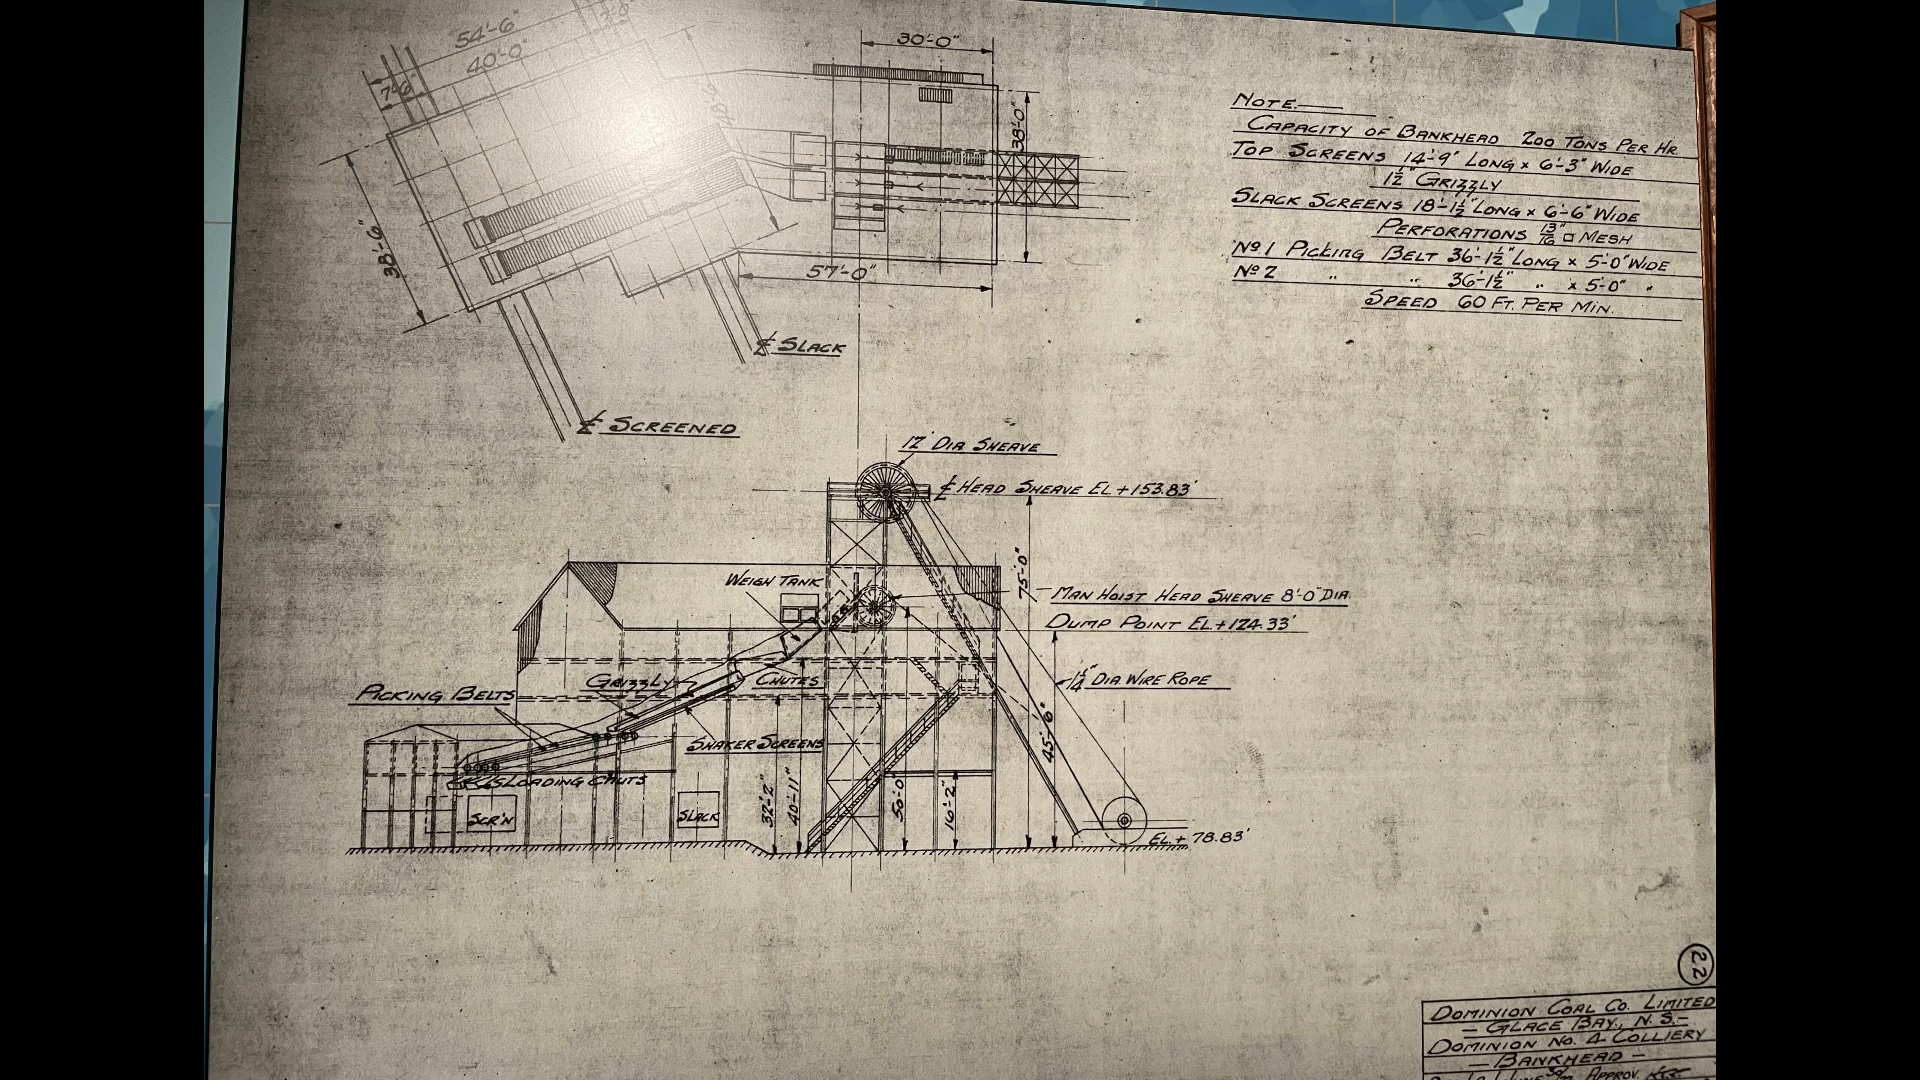 54'-6"
40'-0"
7'-6"
30'-0"
38'-0"
38'-6"
57'-0"
℄ SLACK
℄ SCREENED
NOTE.
CAPACITY OF BANKHEAD 200 TONS PER HR.
TOP SCREENS 14'-9" LONG x 6'-3" WIDE
1½" GRIZZLY
SLACK SCREENS 18'-1½" LONG x 6'-6" WIDE
PERFORATIONS 13/16" □ MESH
Nº 1 PICKING BELT 36'-1½" LONG x 5'-0" WIDE
Nº 2 " " 36'-1½" " x 5'-0" "
SPEED 60 FT. PER MIN.
12' DIA SHEAVE
℄ HEAD SHEAVE EL +153.83'
75'-0"
WEIGH TANK
MAN HOIST HEAD SHEAVE 8'-0" DIA.
DUMP POINT EL. +124.33'
1¼" DIA WIRE ROPE
PICKING BELTS
GRIZZLY
CHUTES
SHAKER SCREENS
LOADING CHUTS
SCR'N
SLACK
32'-2"
40'-11"
50'-0"
16'-2"
45'-6"
EL + 78.83'
22
DOMINION COAL CO. LIMITED
- GLACE BAY, N.S. -
DOMINION NO. 4 COLLIERY
- BANKHEAD -
APPROV.